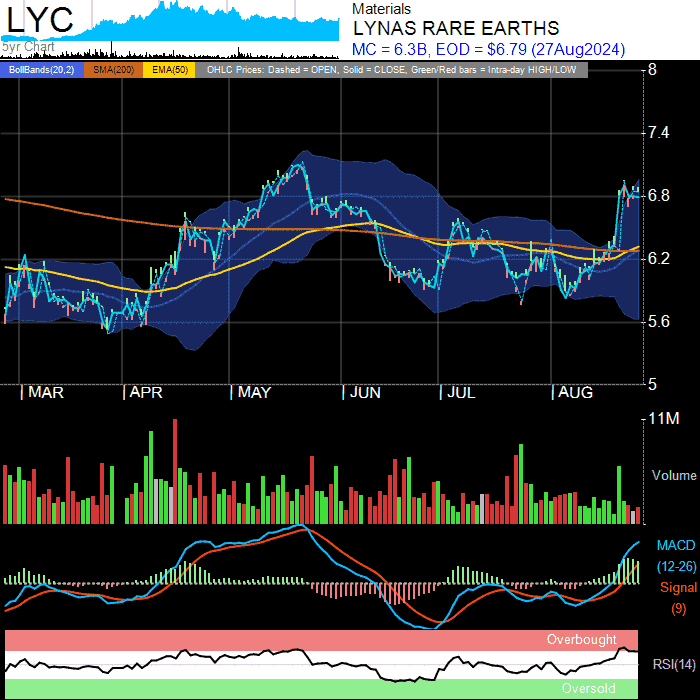 LYC
5yr Chart
Materials
LYNAS RARE EARTHS
MC = 6.3B, EOD = $6.79 (27Aug2024)
BollBands(20,2) SMA(200) EMA(50) OHLC Prices: Dashed = OPEN, Solid = CLOSE, Green/Red bars = Intra-day HIGH/LOW
8
7.4
6.8
6.2
5.6
5
MAR APR MAY JUN JUL AUG
11M
Volume
MACD
(12-26)
Signal
(9)
Overbought
RSI(14)
Oversold